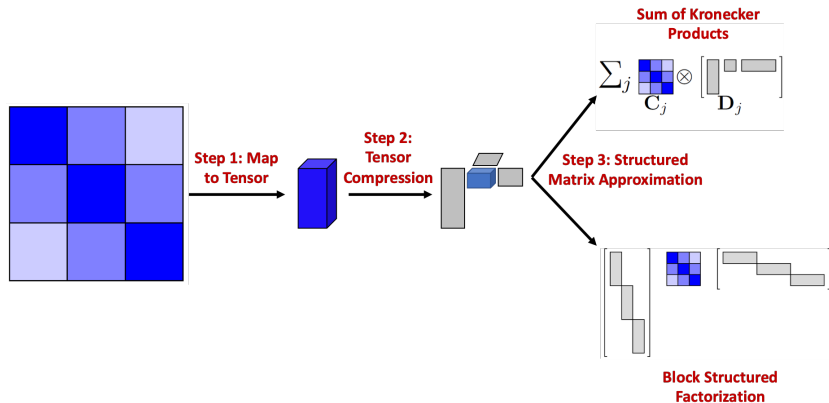 Sum of Kronecker
Products
∑j ⊗
Cj Dj
Step 1: Map
to Tensor
Step 2:
Tensor
Compression
Step 3: Structured
Matrix Approximation
Block Structured
Factorization